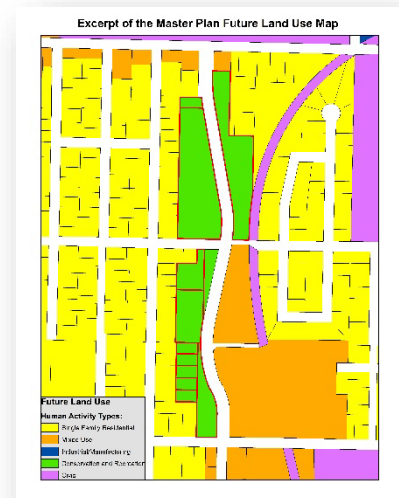 Excerpt of the Master Plan Future Land Use Map
Future Land Use
Human Activity Types:
Single Family Residential
Mixed Use
Industrial/Manufacturing
Conservation and Recreation
Civic